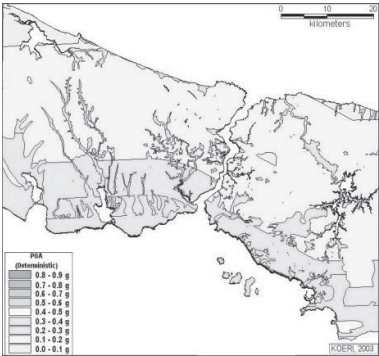 0 10 20
kilometers
PGA
(Deterministic)
0.8 - 0.9 g
0.7 - 0.8 g
0.6 - 0.7 g
0.5 - 0.6 g
0.4 - 0.5 g
0.3 - 0.4 g
0.2 - 0.3 g
0.1 - 0.2 g
0.0 - 0.1 g
KOERI, 2003